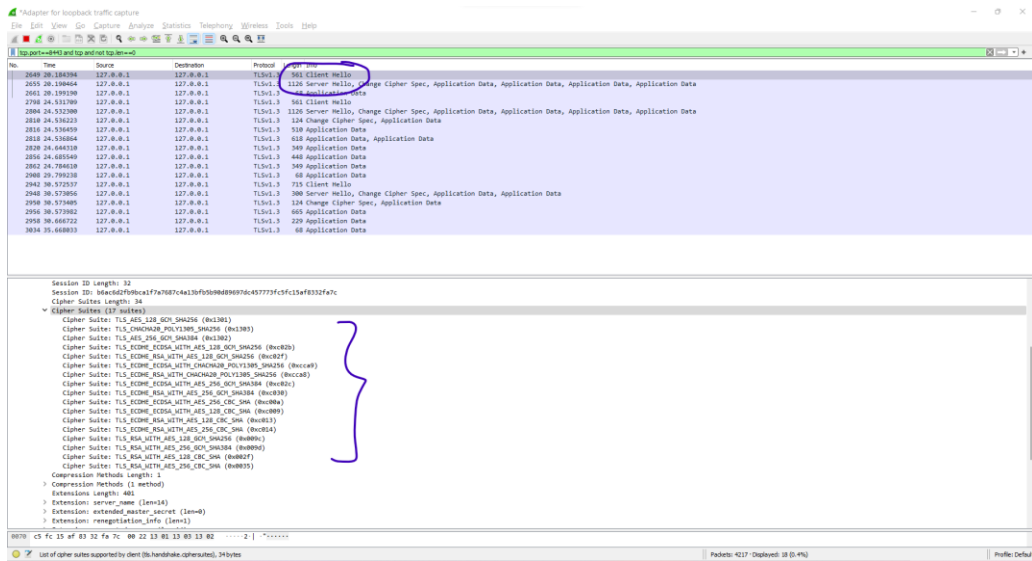 *Adapter for loopback traffic capture
File Edit View Go Capture Analyze Statistics Telephony Wireless Tools Help
tcp.port==8443 and tcp and not tcp.len==0
No. Time Source Destination Protocol Length Info
2649 20.184394 127.0.0.1 127.0.0.1 TLSv1.3 561 Client Hello
2655 20.190464 127.0.0.1 127.0.0.1 TLSv1.3 1126 Server Hello, Change Cipher Spec, Application Data, Application Data, Application Data, Application Data
2661 20.199190 127.0.0.1 127.0.0.1 TLSv1.3 68 Application Data
2798 24.531709 127.0.0.1 127.0.0.1 TLSv1.3 561 Client Hello
2804 24.532300 127.0.0.1 127.0.0.1 TLSv1.3 1126 Server Hello, Change Cipher Spec, Application Data, Application Data, Application Data, Application Data
2810 24.536223 127.0.0.1 127.0.0.1 TLSv1.3 124 Change Cipher Spec, Application Data
2816 24.536459 127.0.0.1 127.0.0.1 TLSv1.3 510 Application Data
2818 24.536864 127.0.0.1 127.0.0.1 TLSv1.3 618 Application Data, Application Data
2820 24.644310 127.0.0.1 127.0.0.1 TLSv1.3 349 Application Data
2856 24.685549 127.0.0.1 127.0.0.1 TLSv1.3 448 Application Data
2862 24.784610 127.0.0.1 127.0.0.1 TLSv1.3 349 Application Data
2908 29.799238 127.0.0.1 127.0.0.1 TLSv1.3 68 Application Data
2942 30.572537 127.0.0.1 127.0.0.1 TLSv1.3 715 Client Hello
2948 30.573056 127.0.0.1 127.0.0.1 TLSv1.3 300 Server Hello, Change Cipher Spec, Application Data, Application Data
2950 30.573405 127.0.0.1 127.0.0.1 TLSv1.3 124 Change Cipher Spec, Application Data
2956 30.573982 127.0.0.1 127.0.0.1 TLSv1.3 665 Application Data
2958 30.666722 127.0.0.1 127.0.0.1 TLSv1.3 229 Application Data
3034 35.668033 127.0.0.1 127.0.0.1 TLSv1.3 68 Application Data
Session ID Length: 32
Session ID: b6ac6d2fb9bca1f7a7687c4a13bfb5b90d89697dc457773fc5fc15af8332fa7c
Cipher Suites Length: 34
Cipher Suites (17 suites)
Cipher Suite: TLS_AES_128_GCM_SHA256 (0x1301)
Cipher Suite: TLS_CHACHA20_POLY1305_SHA256 (0x1303)
Cipher Suite: TLS_AES_256_GCM_SHA384 (0x1302)
Cipher Suite: TLS_ECDHE_ECDSA_WITH_AES_128_GCM_SHA256 (0xc02b)
Cipher Suite: TLS_ECDHE_RSA_WITH_AES_128_GCM_SHA256 (0xc02f)
Cipher Suite: TLS_ECDHE_ECDSA_WITH_CHACHA20_POLY1305_SHA256 (0xcca9)
Cipher Suite: TLS_ECDHE_RSA_WITH_CHACHA20_POLY1305_SHA256 (0xcca8)
Cipher Suite: TLS_ECDHE_ECDSA_WITH_AES_256_GCM_SHA384 (0xc02c)
Cipher Suite: TLS_ECDHE_RSA_WITH_AES_256_GCM_SHA384 (0xc030)
Cipher Suite: TLS_ECDHE_ECDSA_WITH_AES_256_CBC_SHA (0xc00a)
Cipher Suite: TLS_ECDHE_ECDSA_WITH_AES_128_CBC_SHA (0xc009)
Cipher Suite: TLS_ECDHE_RSA_WITH_AES_128_CBC_SHA (0xc013)
Cipher Suite: TLS_ECDHE_RSA_WITH_AES_256_CBC_SHA (0xc014)
Cipher Suite: TLS_RSA_WITH_AES_128_GCM_SHA256 (0x009c)
Cipher Suite: TLS_RSA_WITH_AES_256_GCM_SHA384 (0x009d)
Cipher Suite: TLS_RSA_WITH_AES_128_CBC_SHA (0x002f)
Cipher Suite: TLS_RSA_WITH_AES_256_CBC_SHA (0x0035)
Compression Methods Length: 1
> Compression Methods (1 method)
Extensions Length: 401
> Extension: server_name (len=14)
> Extension: extended_master_secret (len=0)
> Extension: renegotiation_info (len=1)
0070 c5 fc 15 af 83 32 fa 7c 00 22 13 01 13 03 13 02 ·····2·| ·"······
List of cipher suites supported by client (tls.handshake.ciphersuites), 34 bytes Packets: 4217 · Displayed: 18 (0.4%) Profile: Defaul